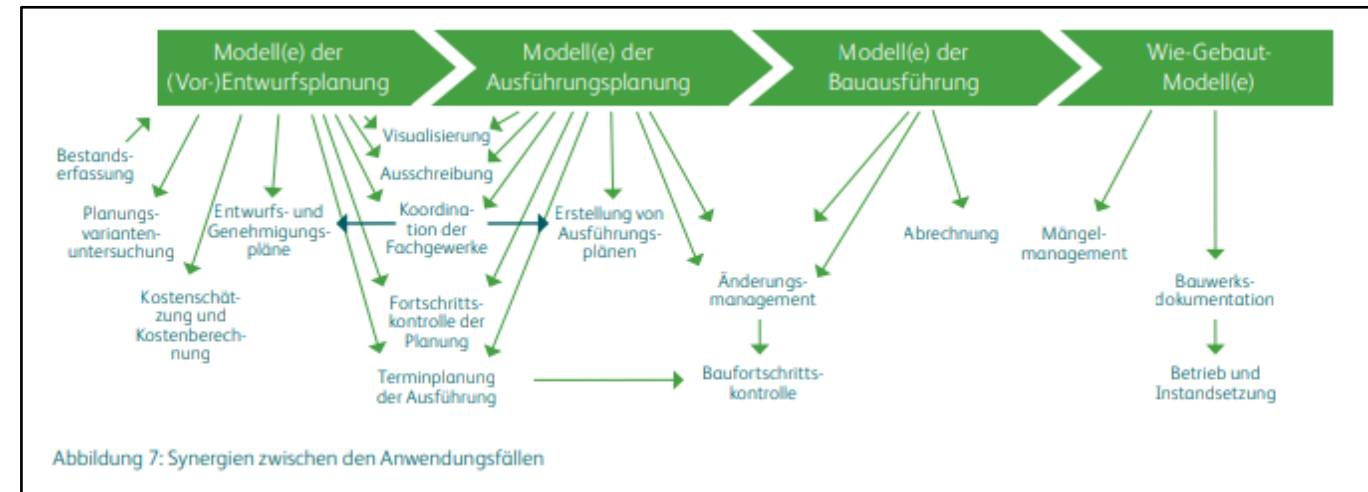 Modell(e) der
(Vor-)Entwurfsplanung
Modell(e) der
Ausführungsplanung
Modell(e) der
Bauausführung
Wie-Gebaut-
Modell(e)
Bestands-
erfassung
Visualisierung
Ausschreibung
Planungs-
varianten-
untersuchung
Entwurfs- und
Genehmigungs-
pläne
Koordina-
tion der
Fachgewerke
Erstellung von
Ausführungs-
plänen
Abrechnung
Mängel-
management
Kostenschät-
zung und
Kostenberech-
nung
Fortschritts-
kontrolle der
Planung
Änderungs-
management
Bauwerks-
dokumentation
Terminplanung
der Ausführung
Baufortschritts-
kontrolle
Betrieb und
Instandsetzung
Abbildung 7: Synergien zwischen den Anwendungsfällen